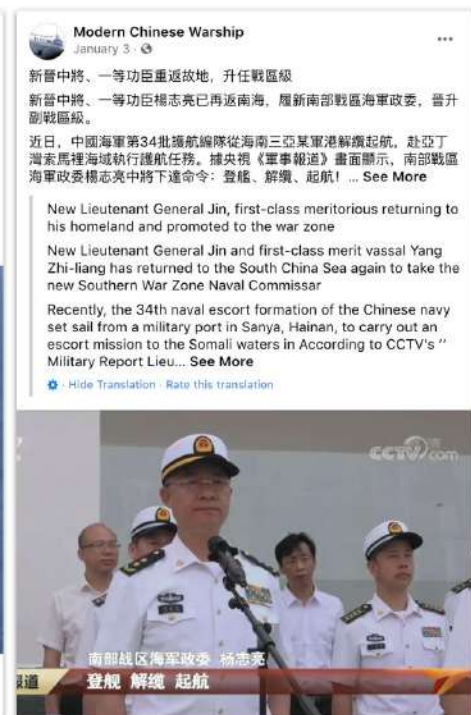 Modern Chinese Warship
January 3 ·
新晉中將、一等功臣重返故地，升任戰區級
新晉中將、一等功臣楊志亮已再返南海，履新南部戰區海軍政委，晉升
副戰區級。
近日，中國海軍第34批護航編隊從海南三亞某軍港解纜起航，赴亞丁
灣索馬裡海域執行護航任務。據央視《軍事報道》畫面顯示，南部戰區
海軍政委楊志亮中將下達命令：登艦、解纜、起航！... See More
New Lieutenant General Jin, first-class meritorious returning to
his homeland and promoted to the war zone
New Lieutenant General Jin and first-class merit vassal Yang
Zhi-liang has returned to the South China Sea again to take the
new Southern War Zone Naval Commissar
Recently, the 34th naval escort formation of the Chinese navy
set sail from a military port in Sanya, Hainan, to carry out an
escort mission to the Somali waters in According to CCTV's "
Military Report Lieu... See More
· Hide Translation · Rate this translation
CCTV.com
南部战区海军政委 杨志亮
报道
登舰 解缆 起航